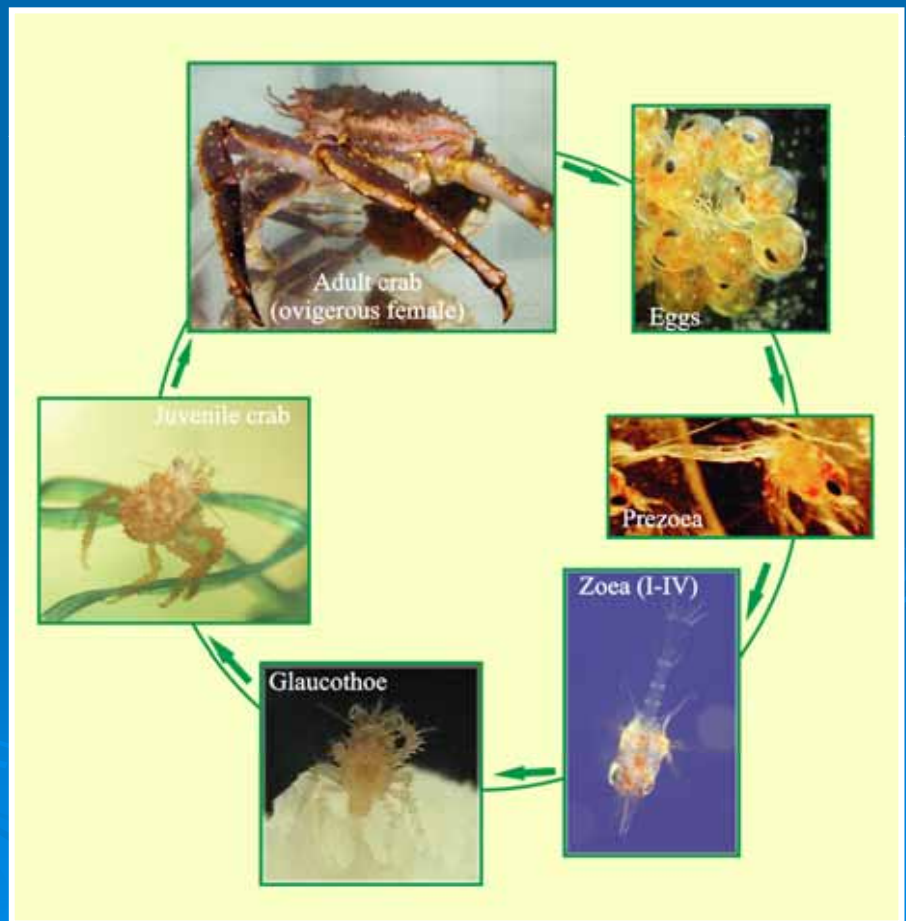 Adult crab
(ovigerous female)
Eggs
Prezoea
Zoea (I-IV)
Glaucothoe
Juvenile crab